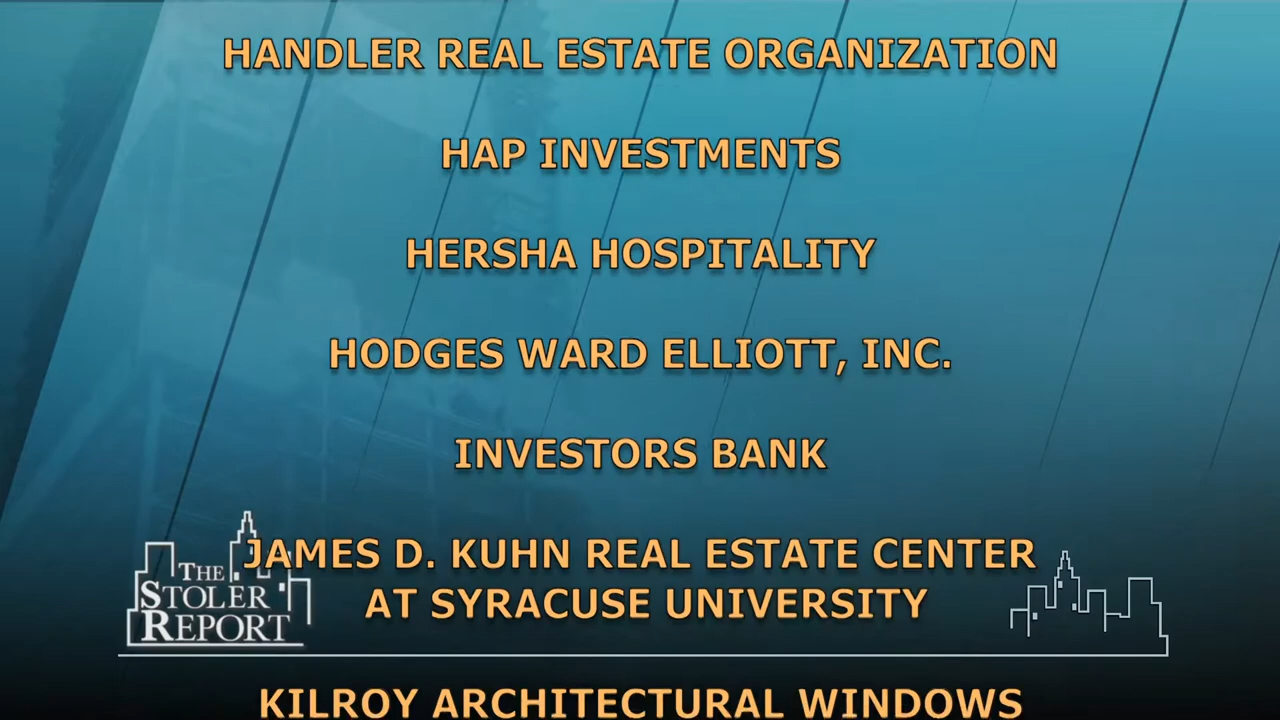 HANDLER REAL ESTATE ORGANIZATION
HAP INVESTMENTS
HERSHA HOSPITALITY
HODGES WARD ELLIOTT, INC.
INVESTORS BANK
JAMES D. KUHN REAL ESTATE CENTER
AT SYRACUSE UNIVERSITY
THE
STOLER
REPORT
KILROY ARCHITECTURAL WINDOWS